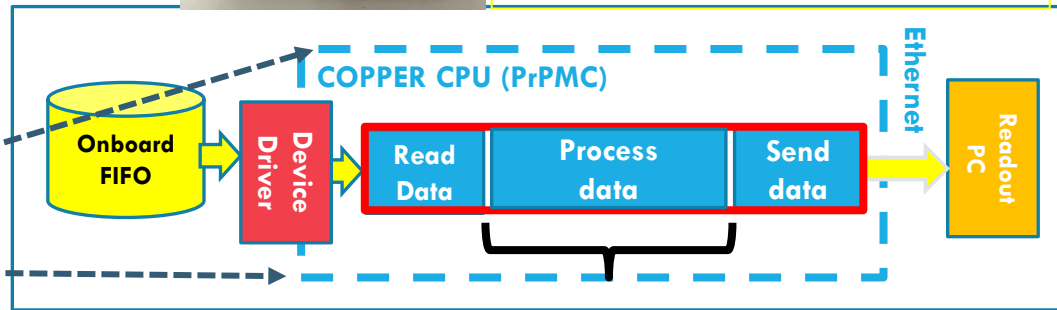 COPPER CPU (PrPMC)
Ethernet
Onboard
FIFO
Device
Driver
Read
Data
Process
data
Send
data
Readout
PC